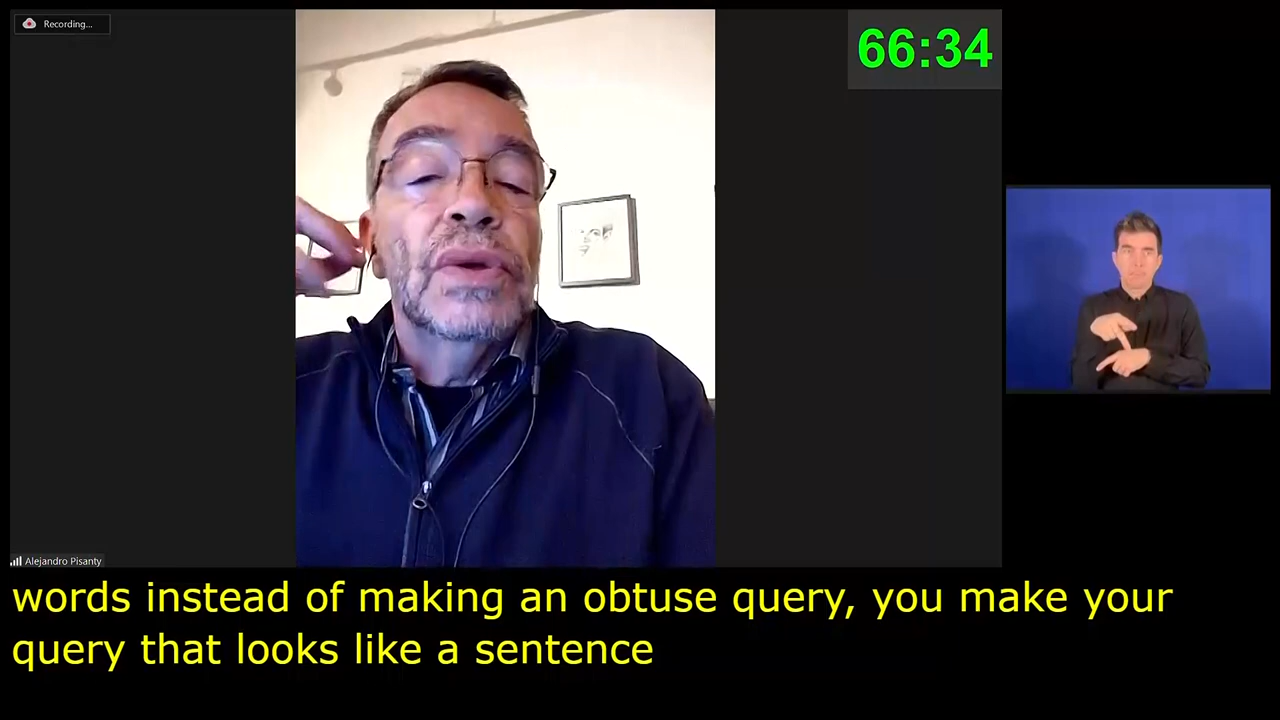 Recording...
66:34
Alejandro Pisanty
words instead of making an obtuse query, you make your
query that looks like a sentence